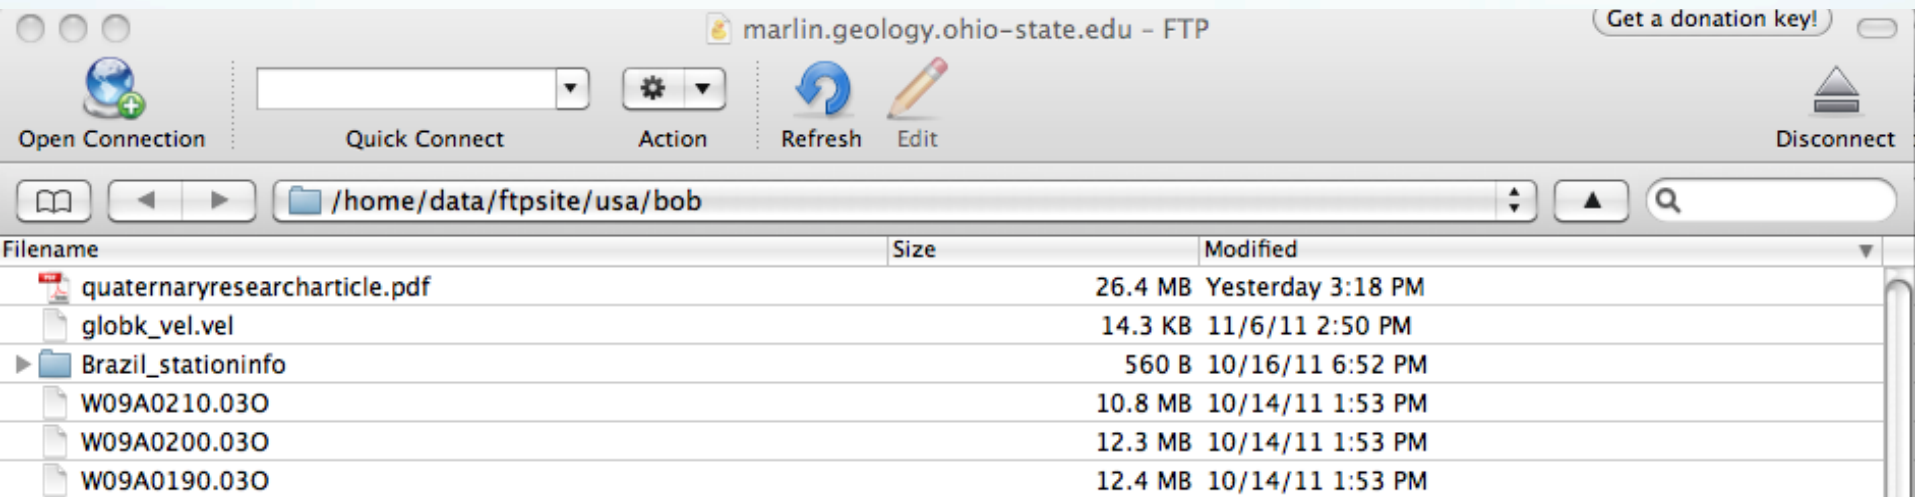 marlin.geology.ohio-state.edu – FTP
Get a donation key!
Open Connection Quick Connect Action Refresh Edit Disconnect
/home/data/ftpsite/usa/bob
Filename Size Modified
quaternaryresearcharticle.pdf 26.4 MB Yesterday 3:18 PM
globk_vel.vel 14.3 KB 11/6/11 2:50 PM
Brazil_stationinfo 560 B 10/16/11 6:52 PM
W09A0210.03O 10.8 MB 10/14/11 1:53 PM
W09A0200.03O 12.3 MB 10/14/11 1:53 PM
W09A0190.03O 12.4 MB 10/14/11 1:53 PM